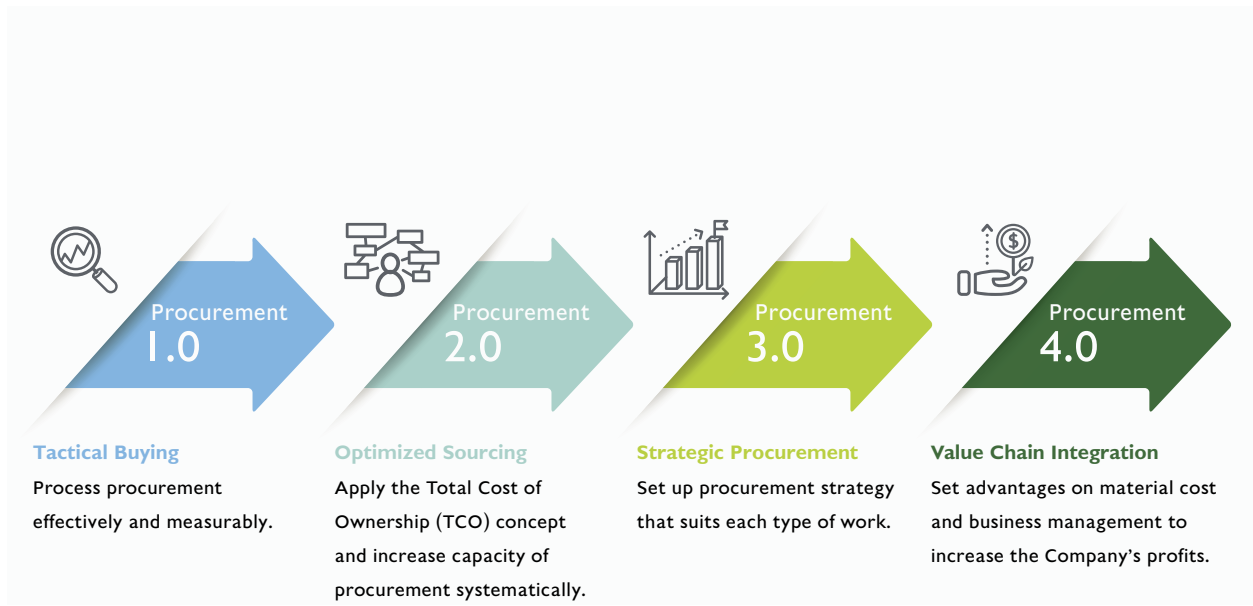 Procurement
1.0
Procurement
2.0
Procurement
3.0
Procurement
4.0
$
Tactical Buying
Process procurement
effectively and measurably.
Optimized Sourcing
Apply the Total Cost of
Ownership (TCO) concept
and increase capacity of
procurement systematically.
Strategic Procurement
Set up procurement strategy
that suits each type of work.
Value Chain Integration
Set advantages on material cost
and business management to
increase the Company’s profits.